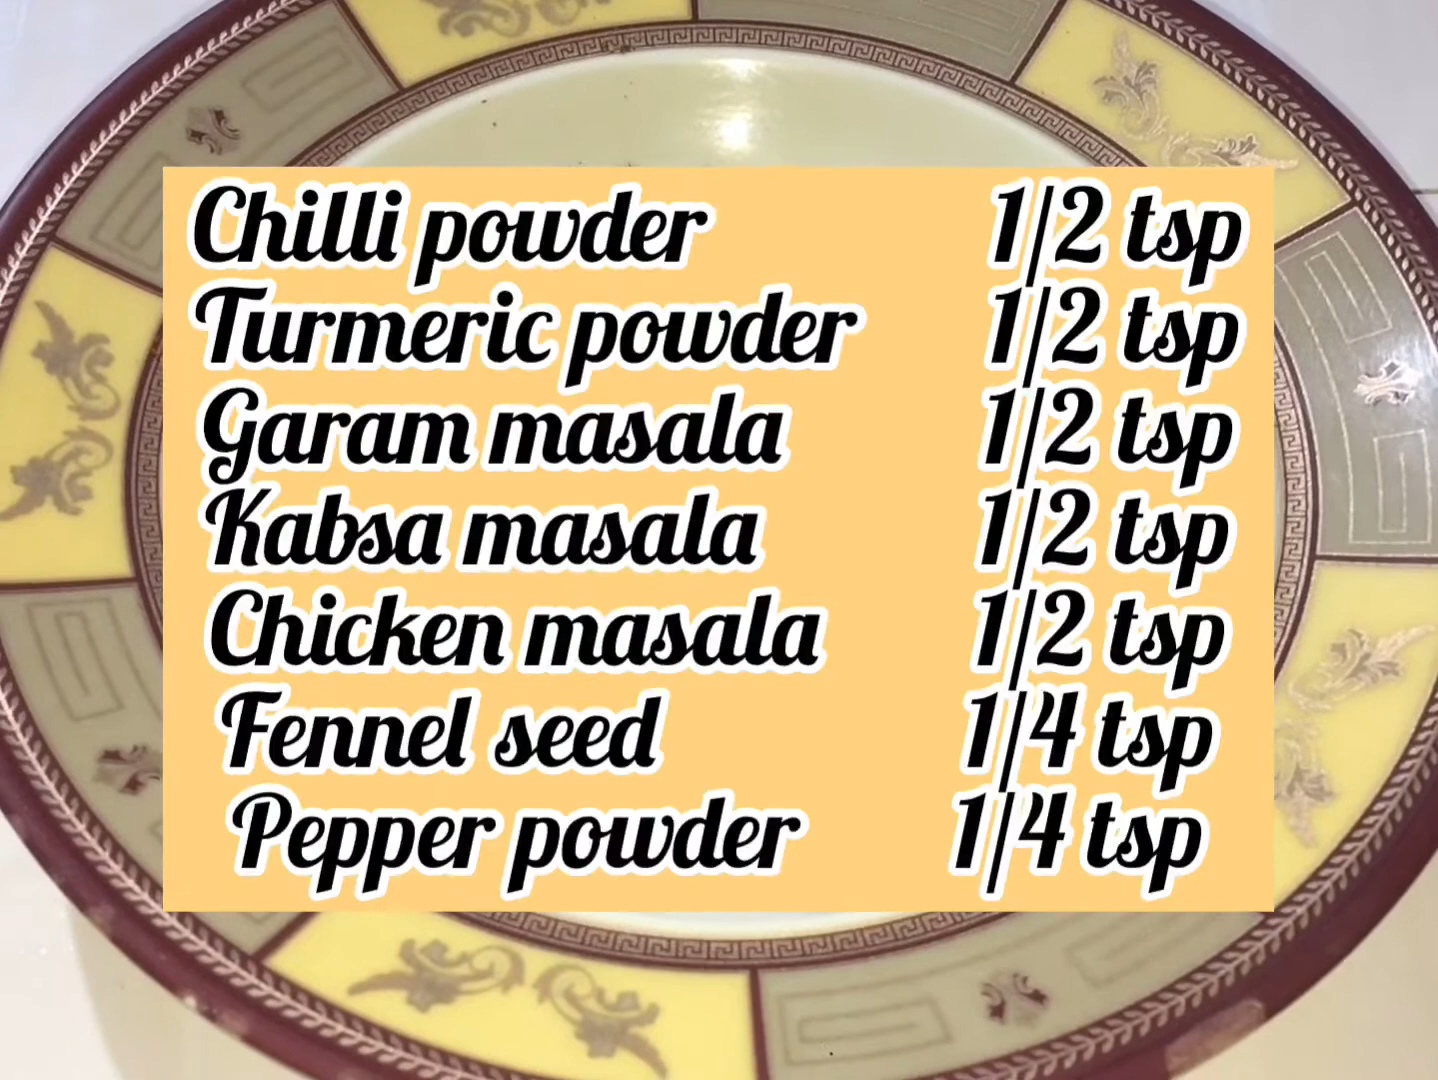 Chilli powder 1/2 tsp
Turmeric powder 1/2 tsp
Garam masala 1/2 tsp
Kabsa masala 1/2 tsp
Chicken masala 1/2 tsp
Fennel seed 1/4 tsp
Pepper powder 1/4 tsp